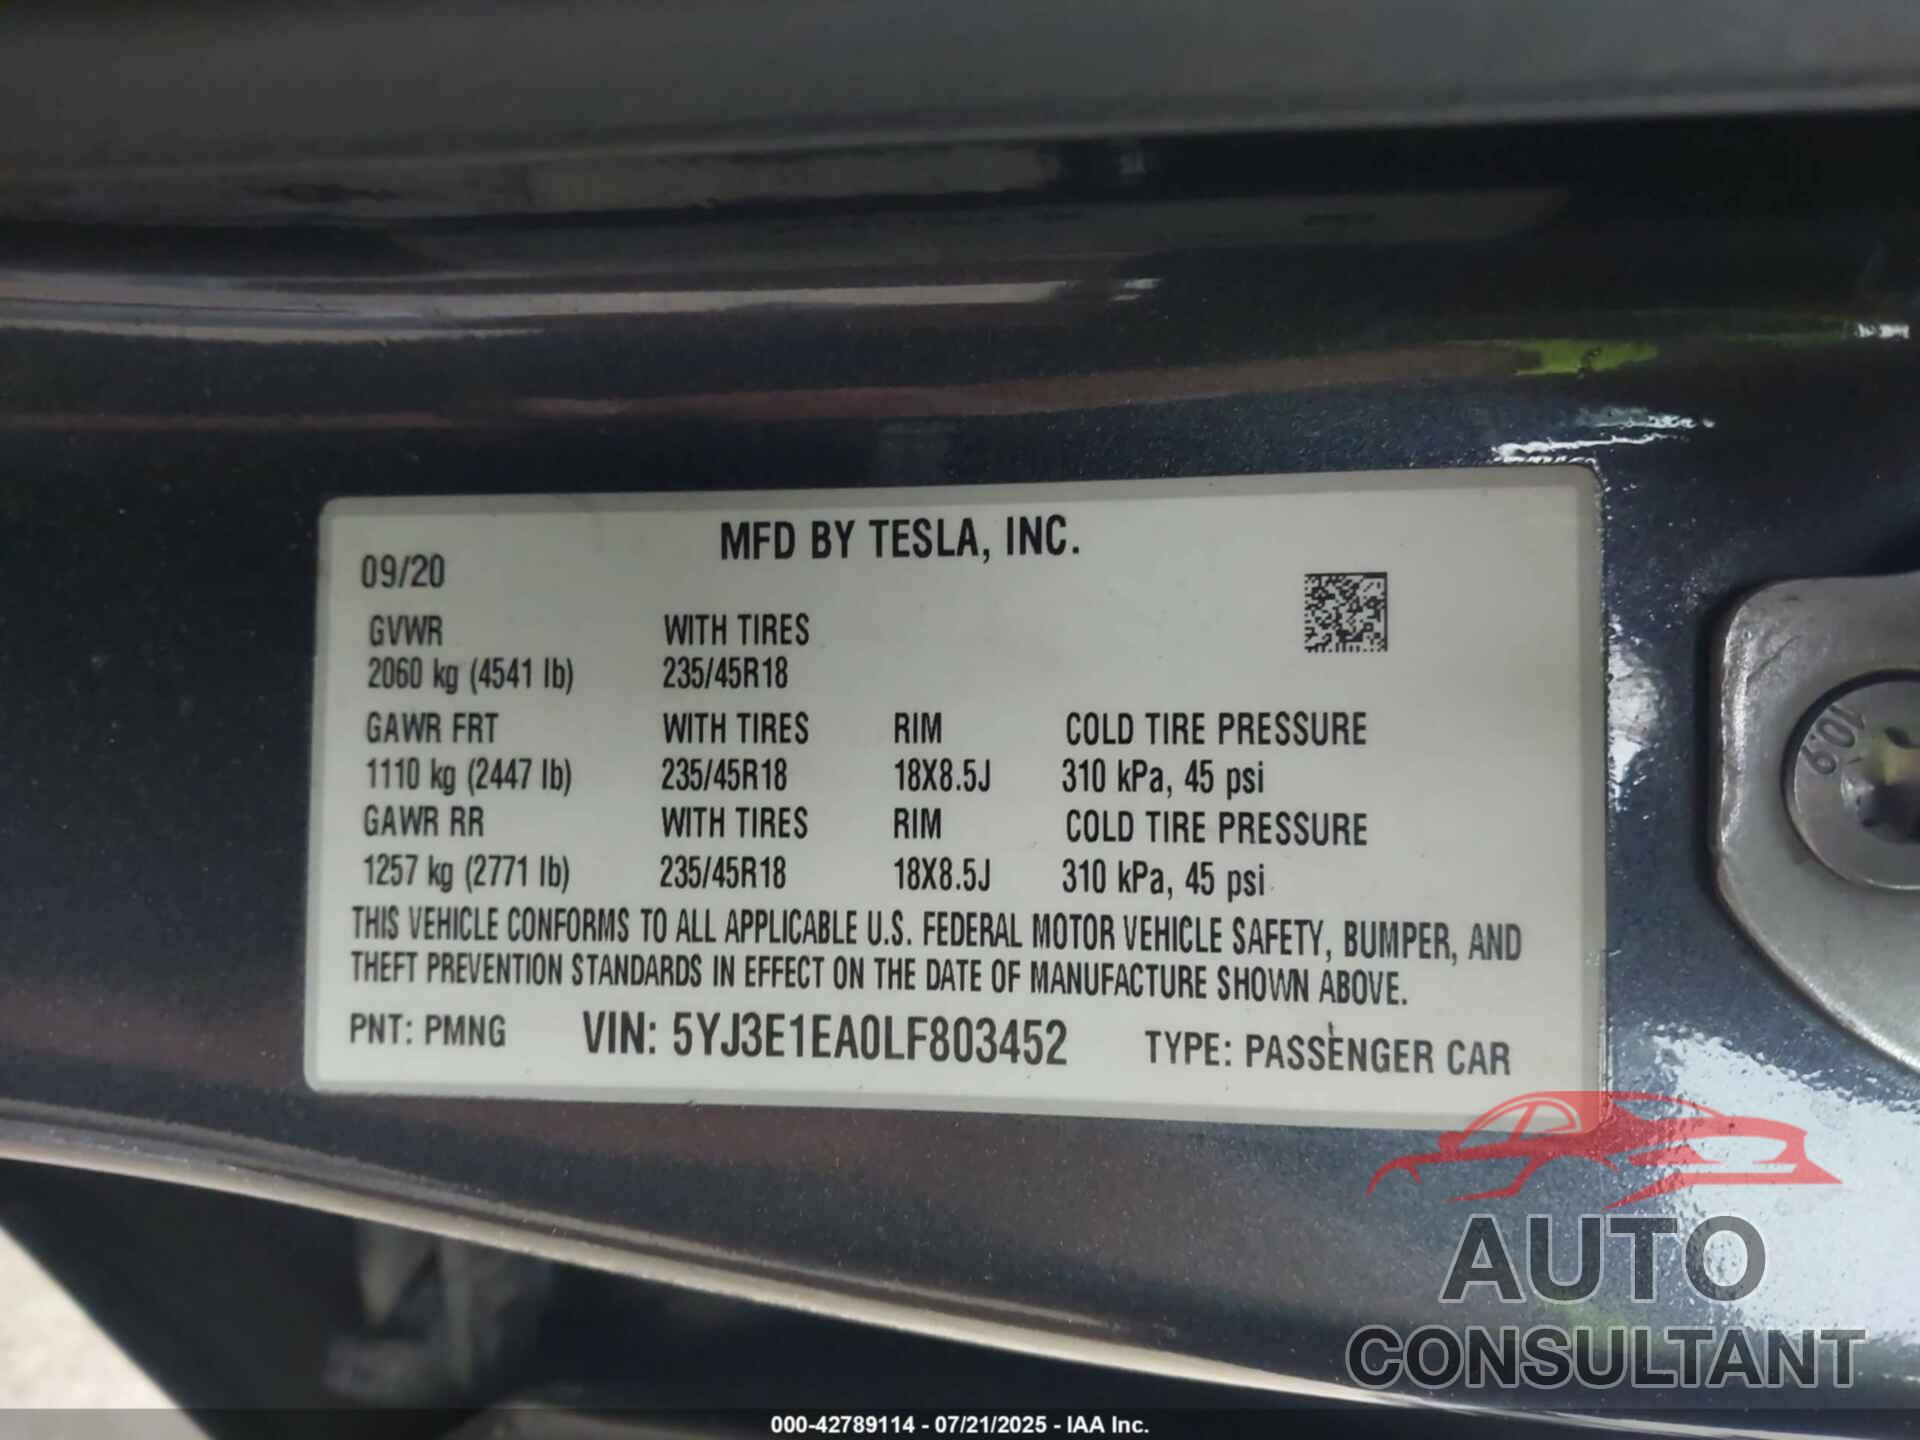 MFD BY TESLA, INC.
09/20
GVWR WITH TIRES
2060 kg (4541 lb) 235/45R18
GAWR FRT WITH TIRES RIM COLD TIRE PRESSURE
1110 kg (2447 lb) 235/45R18 18X8.5J 310 kPa, 45 psi
GAWR RR WITH TIRES RIM COLD TIRE PRESSURE
1257 kg (2771 lb) 235/45R18 18X8.5J 310 kPa, 45 psi
THIS VEHICLE CONFORMS TO ALL APPLICABLE U.S. FEDERAL MOTOR VEHICLE SAFETY, BUMPER, AND
THEFT PREVENTION STANDARDS IN EFFECT ON THE DATE OF MANUFACTURE SHOWN ABOVE.
PNT: PMNG VIN: 5YJ3E1EA0LF803452 TYPE: PASSENGER CAR
10.9
AUTO
CONSULTANT
000-42789114 - 07/21/2025 - IAA Inc.